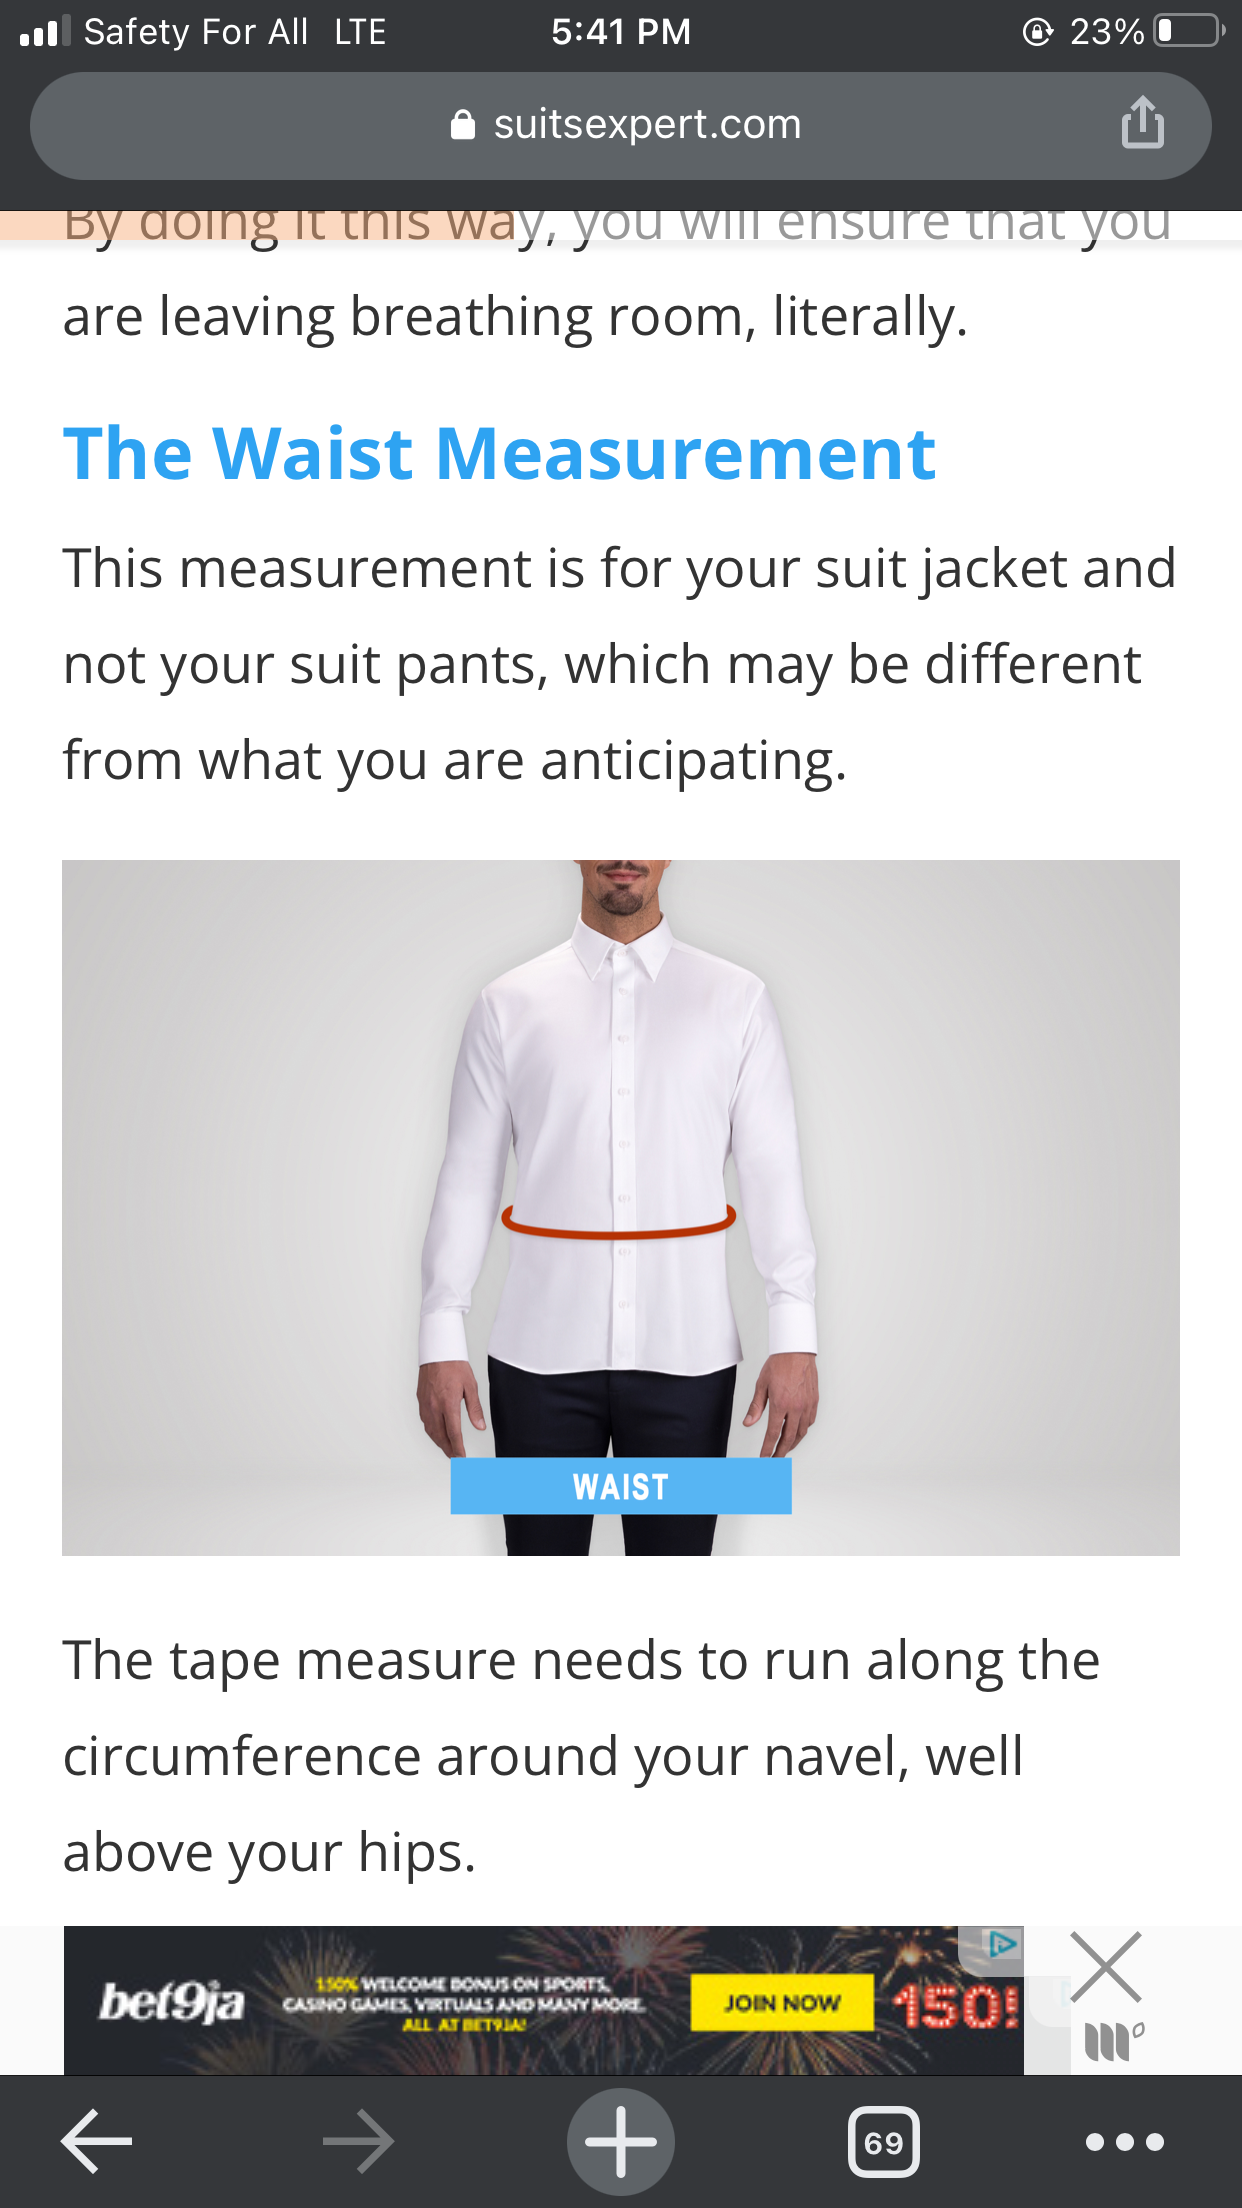 Safety For All LTE 5:41 PM 23%
suitsexpert.com
By doing it this way, you will ensure that you
are leaving breathing room, literally.
The Waist Measurement
This measurement is for your suit jacket and
not your suit pants, which may be different
from what you are anticipating.
WAIST
The tape measure needs to run along the
circumference around your navel, well
above your hips.
bet9ja
150% WELCOME BONUS ON SPORTS,
CASINO GAMES, VIRTUALS AND MANY MORE.
ALL AT BET9JA!
JOIN NOW
150!
69